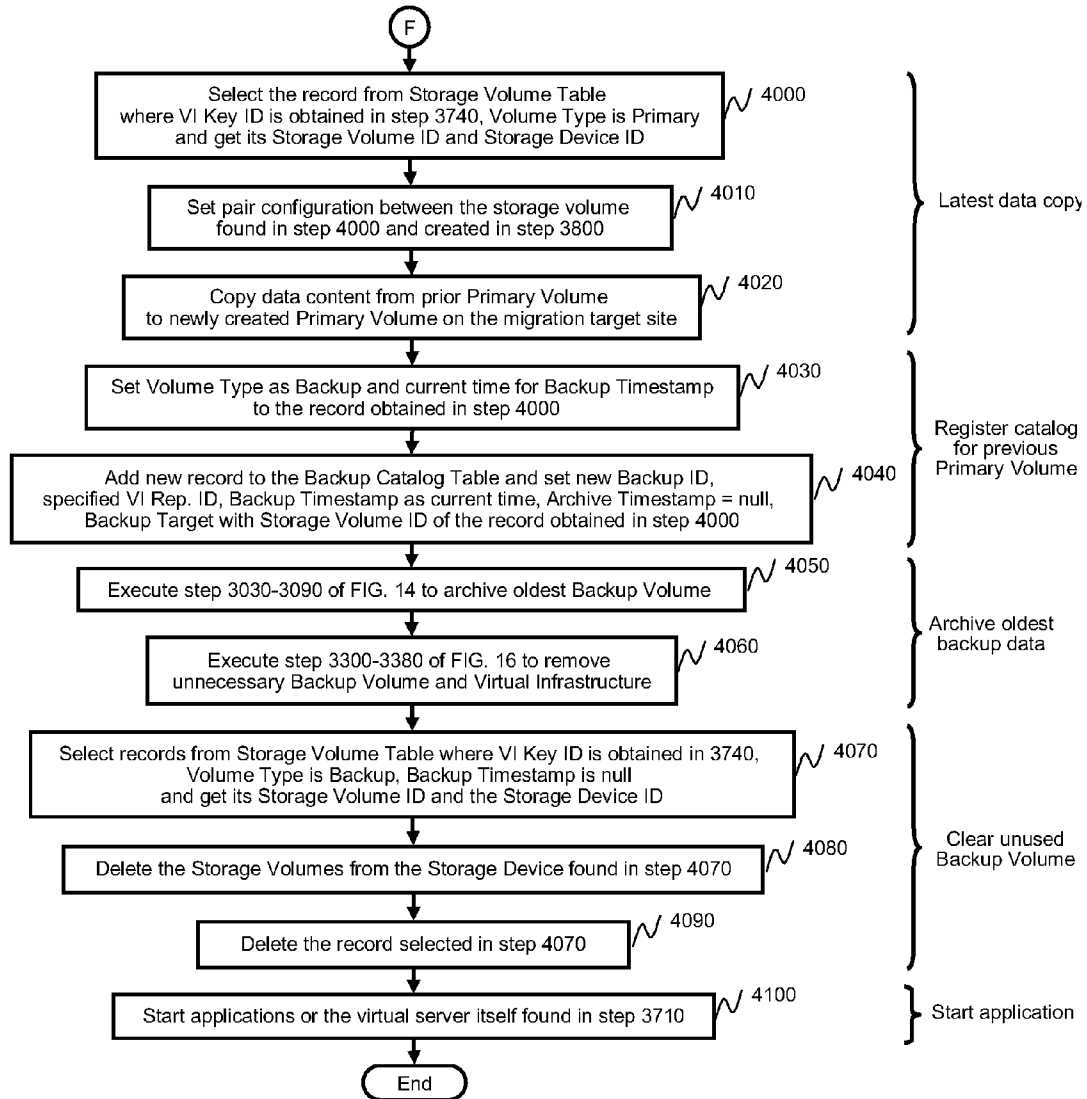 F
Select the record from Storage Volume Table
where VI Key ID is obtained in step 3740, Volume Type is Primary
and get its Storage Volume ID and Storage Device ID
4000
Set pair configuration between the storage volume
found in step 4000 and created in step 3800
4010
Copy data content from prior Primary Volume
to newly created Primary Volume on the migration target site
4020
Latest data copy
Set Volume Type as Backup and current time for Backup Timestamp
to the record obtained in step 4000
4030
Add new record to the Backup Catalog Table and set new Backup ID,
specified VI Rep. ID, Backup Timestamp as current time, Archive Timestamp = null,
Backup Target with Storage Volume ID of the record obtained in step 4000
4040
Register catalog
for previous
Primary Volume
Execute step 3030-3090 of FIG. 14 to archive oldest Backup Volume
4050
Execute step 3300-3380 of FIG. 16 to remove
unnecessary Backup Volume and Virtual Infrastructure
4060
Archive oldest
backup data
Select records from Storage Volume Table where VI Key ID is obtained in 3740,
Volume Type is Backup, Backup Timestamp is null
and get its Storage Volume ID and the Storage Device ID
4070
Delete the Storage Volumes from the Storage Device found in step 4070
4080
Delete the record selected in step 4070
4090
Clear unused
Backup Volume
Start applications or the virtual server itself found in step 3710
4100
Start application
End